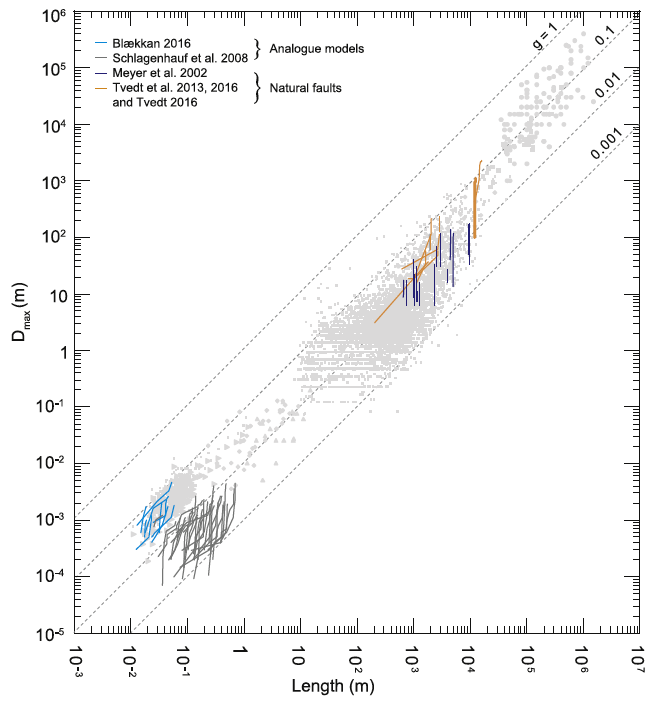 10⁶
10⁵
10⁴
10³
10²
10
1
10⁻¹
10⁻²
10⁻³
10⁻⁴
10⁻⁵
D_max (m)
Blækkan 2016
Schlagenhauf et al. 2008
} Analogue models
Meyer et al. 2002
Tvedt et al. 2013, 2016
and Tvedt 2016
} Natural faults
g = 1
0.1
0.01
0.001
10⁻³ 10⁻² 10⁻¹ 1 10 10² 10³ 10⁴ 10⁵ 10⁶ 10⁷
Length (m)